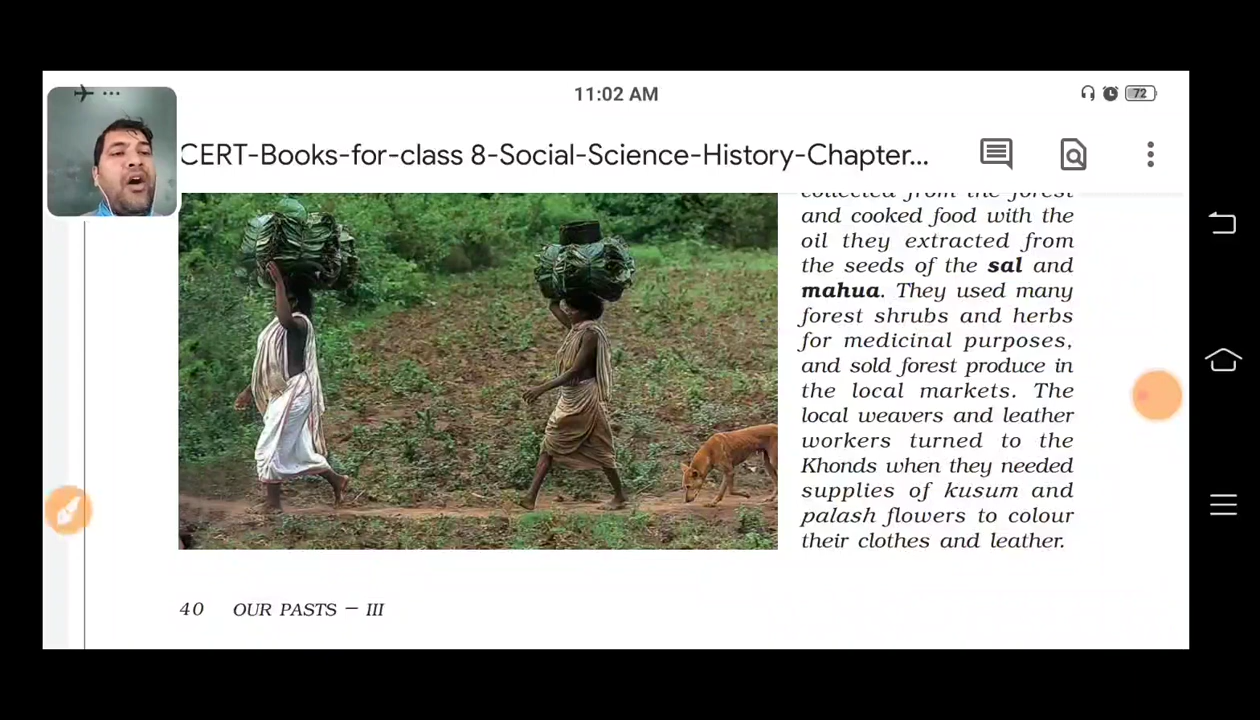 11:02 AM
72
CERT-Books-for-class 8-Social-Science-History-Chapter...
collected from the forest
and cooked food with the
oil they extracted from
the seeds of the sal and
mahua. They used many
forest shrubs and herbs
for medicinal purposes,
and sold forest produce in
the local markets. The
local weavers and leather
workers turned to the
Khonds when they needed
supplies of kusum and
palash flowers to colour
their clothes and leather.
40 OUR PASTS – III